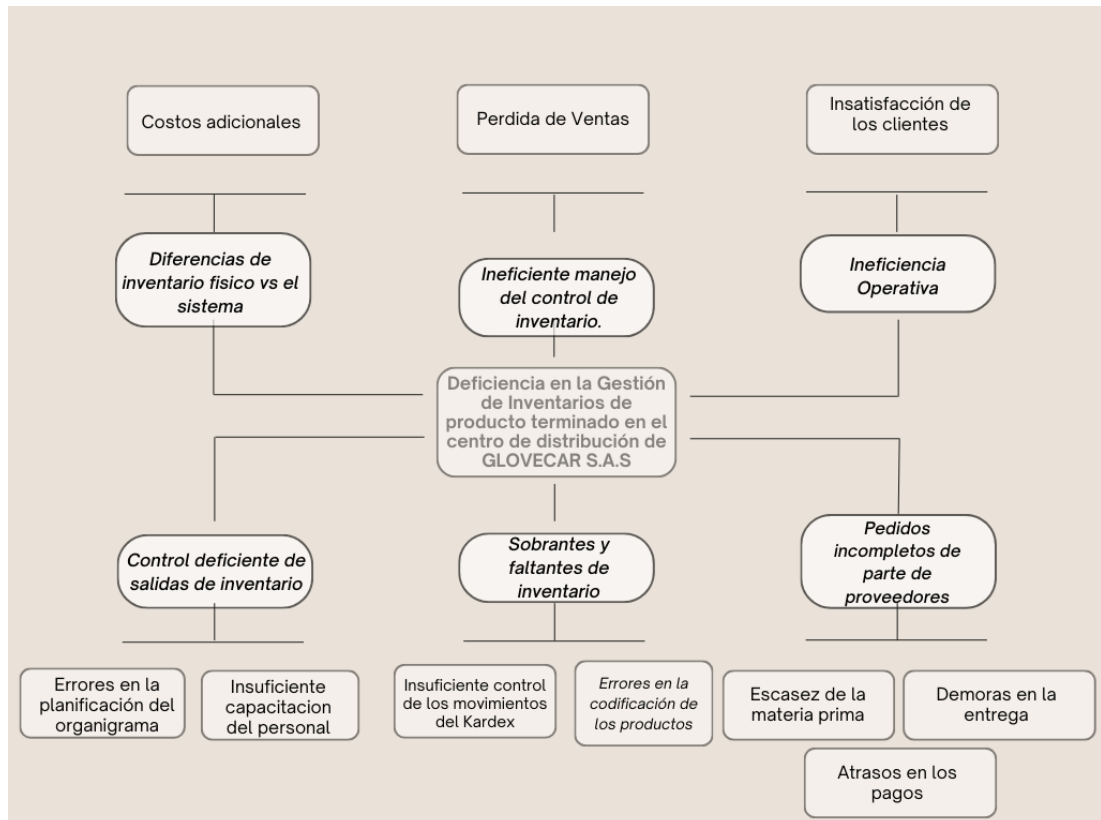 Costos adicionales
Perdida de Ventas
Insatisfacción de
los clientes
Diferencias de
inventario fisico vs el
sistema
Ineficiente manejo
del control de
inventario.
Ineficiencia
Operativa
Deficiencia en la Gestión
de Inventarios de
producto terminado en el
centro de distribución de
GLOVECAR S.A.S
Control deficiente de
salidas de inventario
Sobrantes y
faltantes de
inventario
Pedidos
incompletos de
parte de
proveedores
Errores en la
planificación del
organigrama
Insuficiente
capacitacion
del personal
Insuficiente control
de los movimientos
del Kardex
Errores en la
codificación de
los productos
Escasez de la
materia prima
Demoras en la
entrega
Atrasos en los
pagos